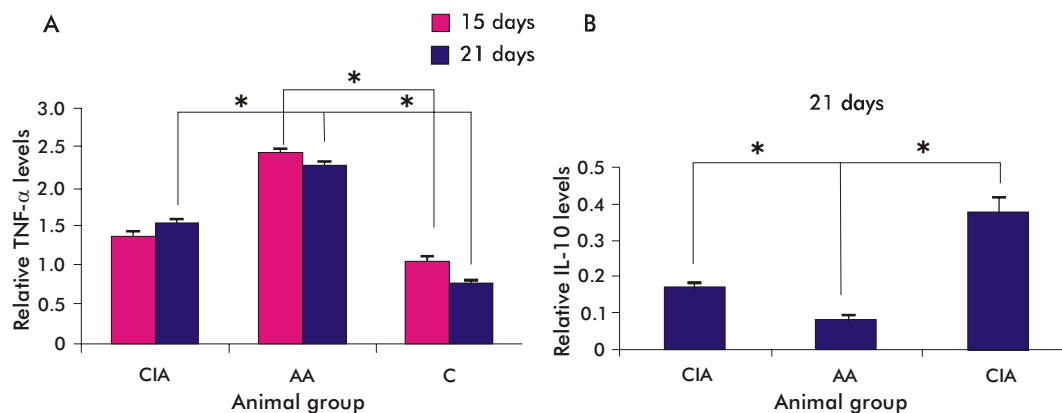 A
15 days
21 days
*
*
*
3.0
2.5
2.0
1.5
1.0
0.5
0
Relative TNF-α levels
CIA AA C
Animal group
B
21 days
*
*
0.5
0.4
0.3
0.2
0.1
0
Relative IL-10 levels
CIA AA CIA
Animal group